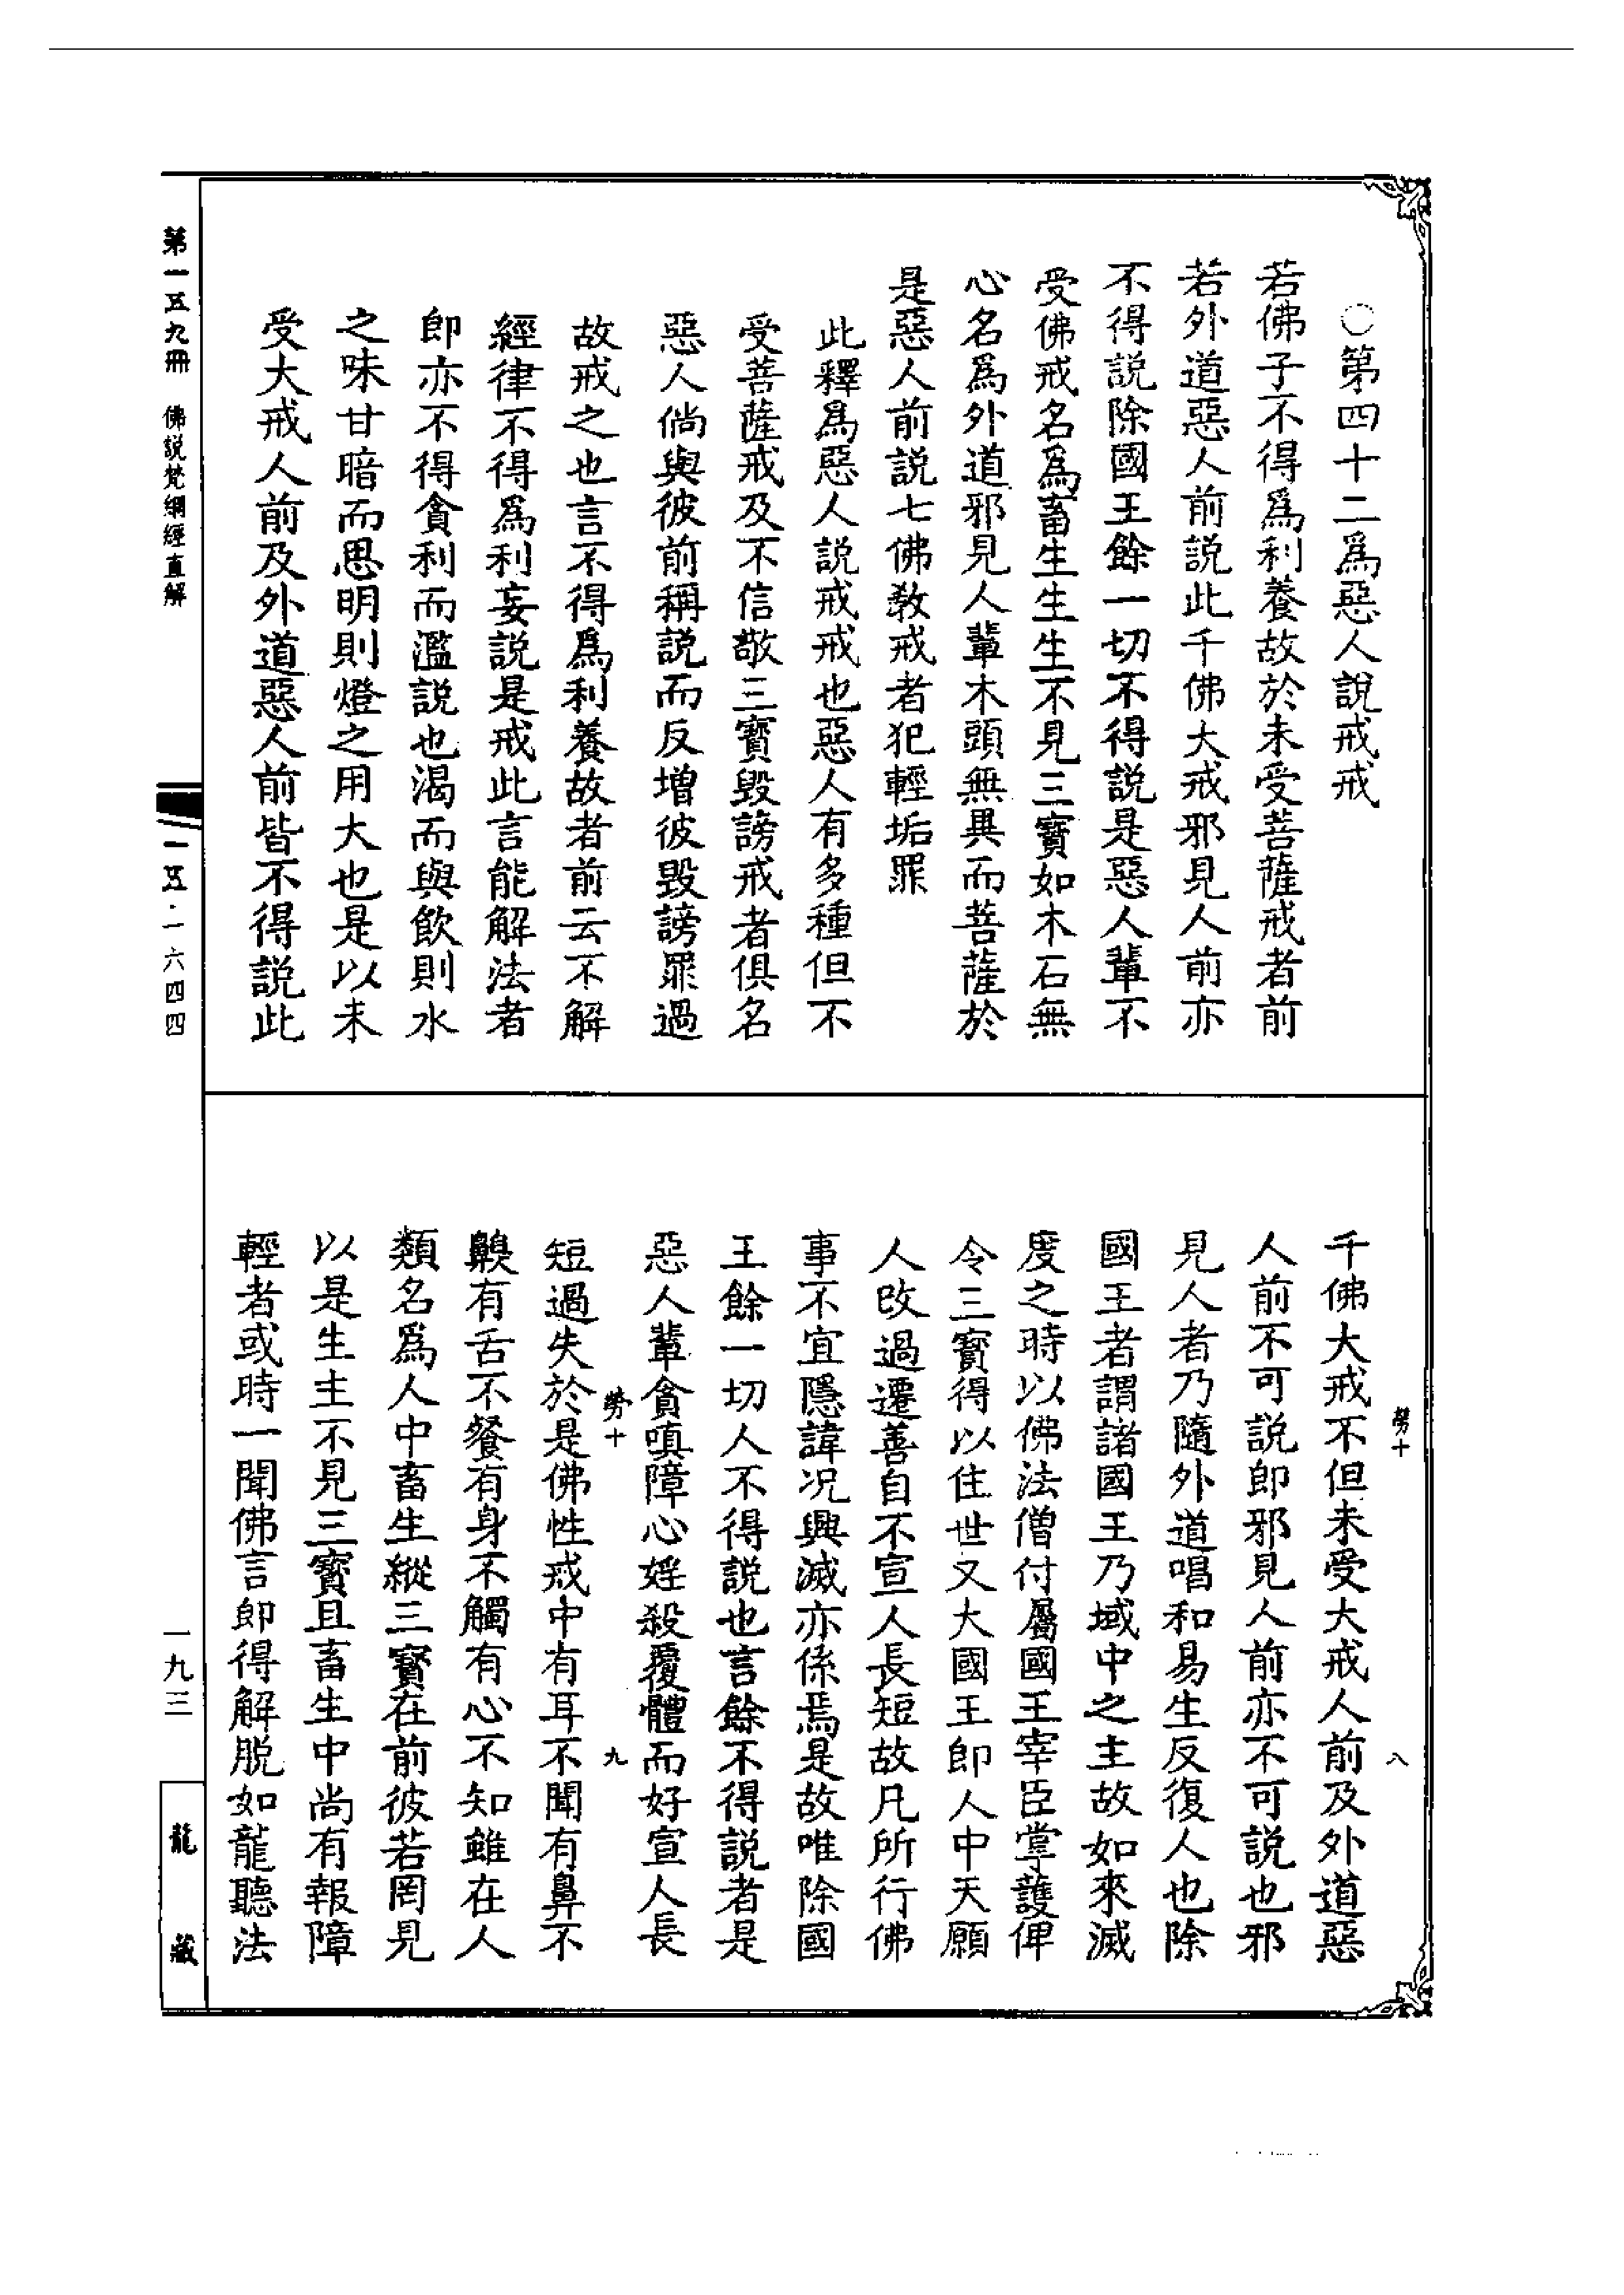 ○第四十二爲惡人說戒戒
若佛子不得爲利養故於未受菩薩戒者前
若外道惡人前説此千佛大戒邪見人前亦
不得説除國王餘一切不得説是惡人輩不
受佛戒名爲畜生生生不見三寶如木石無
心名爲外道邪見人輩木頭無異而菩薩於
是惡人前説七佛教戒者犯輕垢罪
此釋爲惡人説戒戒也惡人有多種但不
受菩薩戒及不信敬三寳毀謗戒者俱名
惡人倘與彼前稱説而反增彼毀謗罪過
故戒之也言不得爲利養故者前云不解
經律不得爲利妄説是戒此言能解法者
即亦不得貪利而濫説也渴而與飲則水
之味甘暗而思明則燈之用大也是以未
受大戒人前及外道惡人前皆不得説此
千佛大戒不但未受大戒人前及外道惡
人前不可説即邪見人前亦不可説也邪
見人者乃隨外道唱和易生反復人也除
國王者謂諸國王乃域中之主故如來滅
度之時以佛法僧付屬國王宰臣掌護俾
令三寳得以住世又大國王即人中天願
人改過遷善自不宣人長短故凡所行佛
事不宜隱諱况興滅亦係焉是故唯除國
王餘一切人不得説也言餘不得説者是
惡人輩貪嗔障心婬殺覆體而好宣人長
短過失於是佛性戒中有耳不聞有鼻不
齅有舌不餐有身不觸有心不知雖在人
類名爲人中畜生縱三寳在前彼若罔見
以是生生不見三寳且畜生中尚有報障
輕者或時一聞佛言即得解脱如龍聽法
勞十
八
勞十
九
第一五九冊
佛説梵網經直解
一五·一六四四
一九三
龍藏